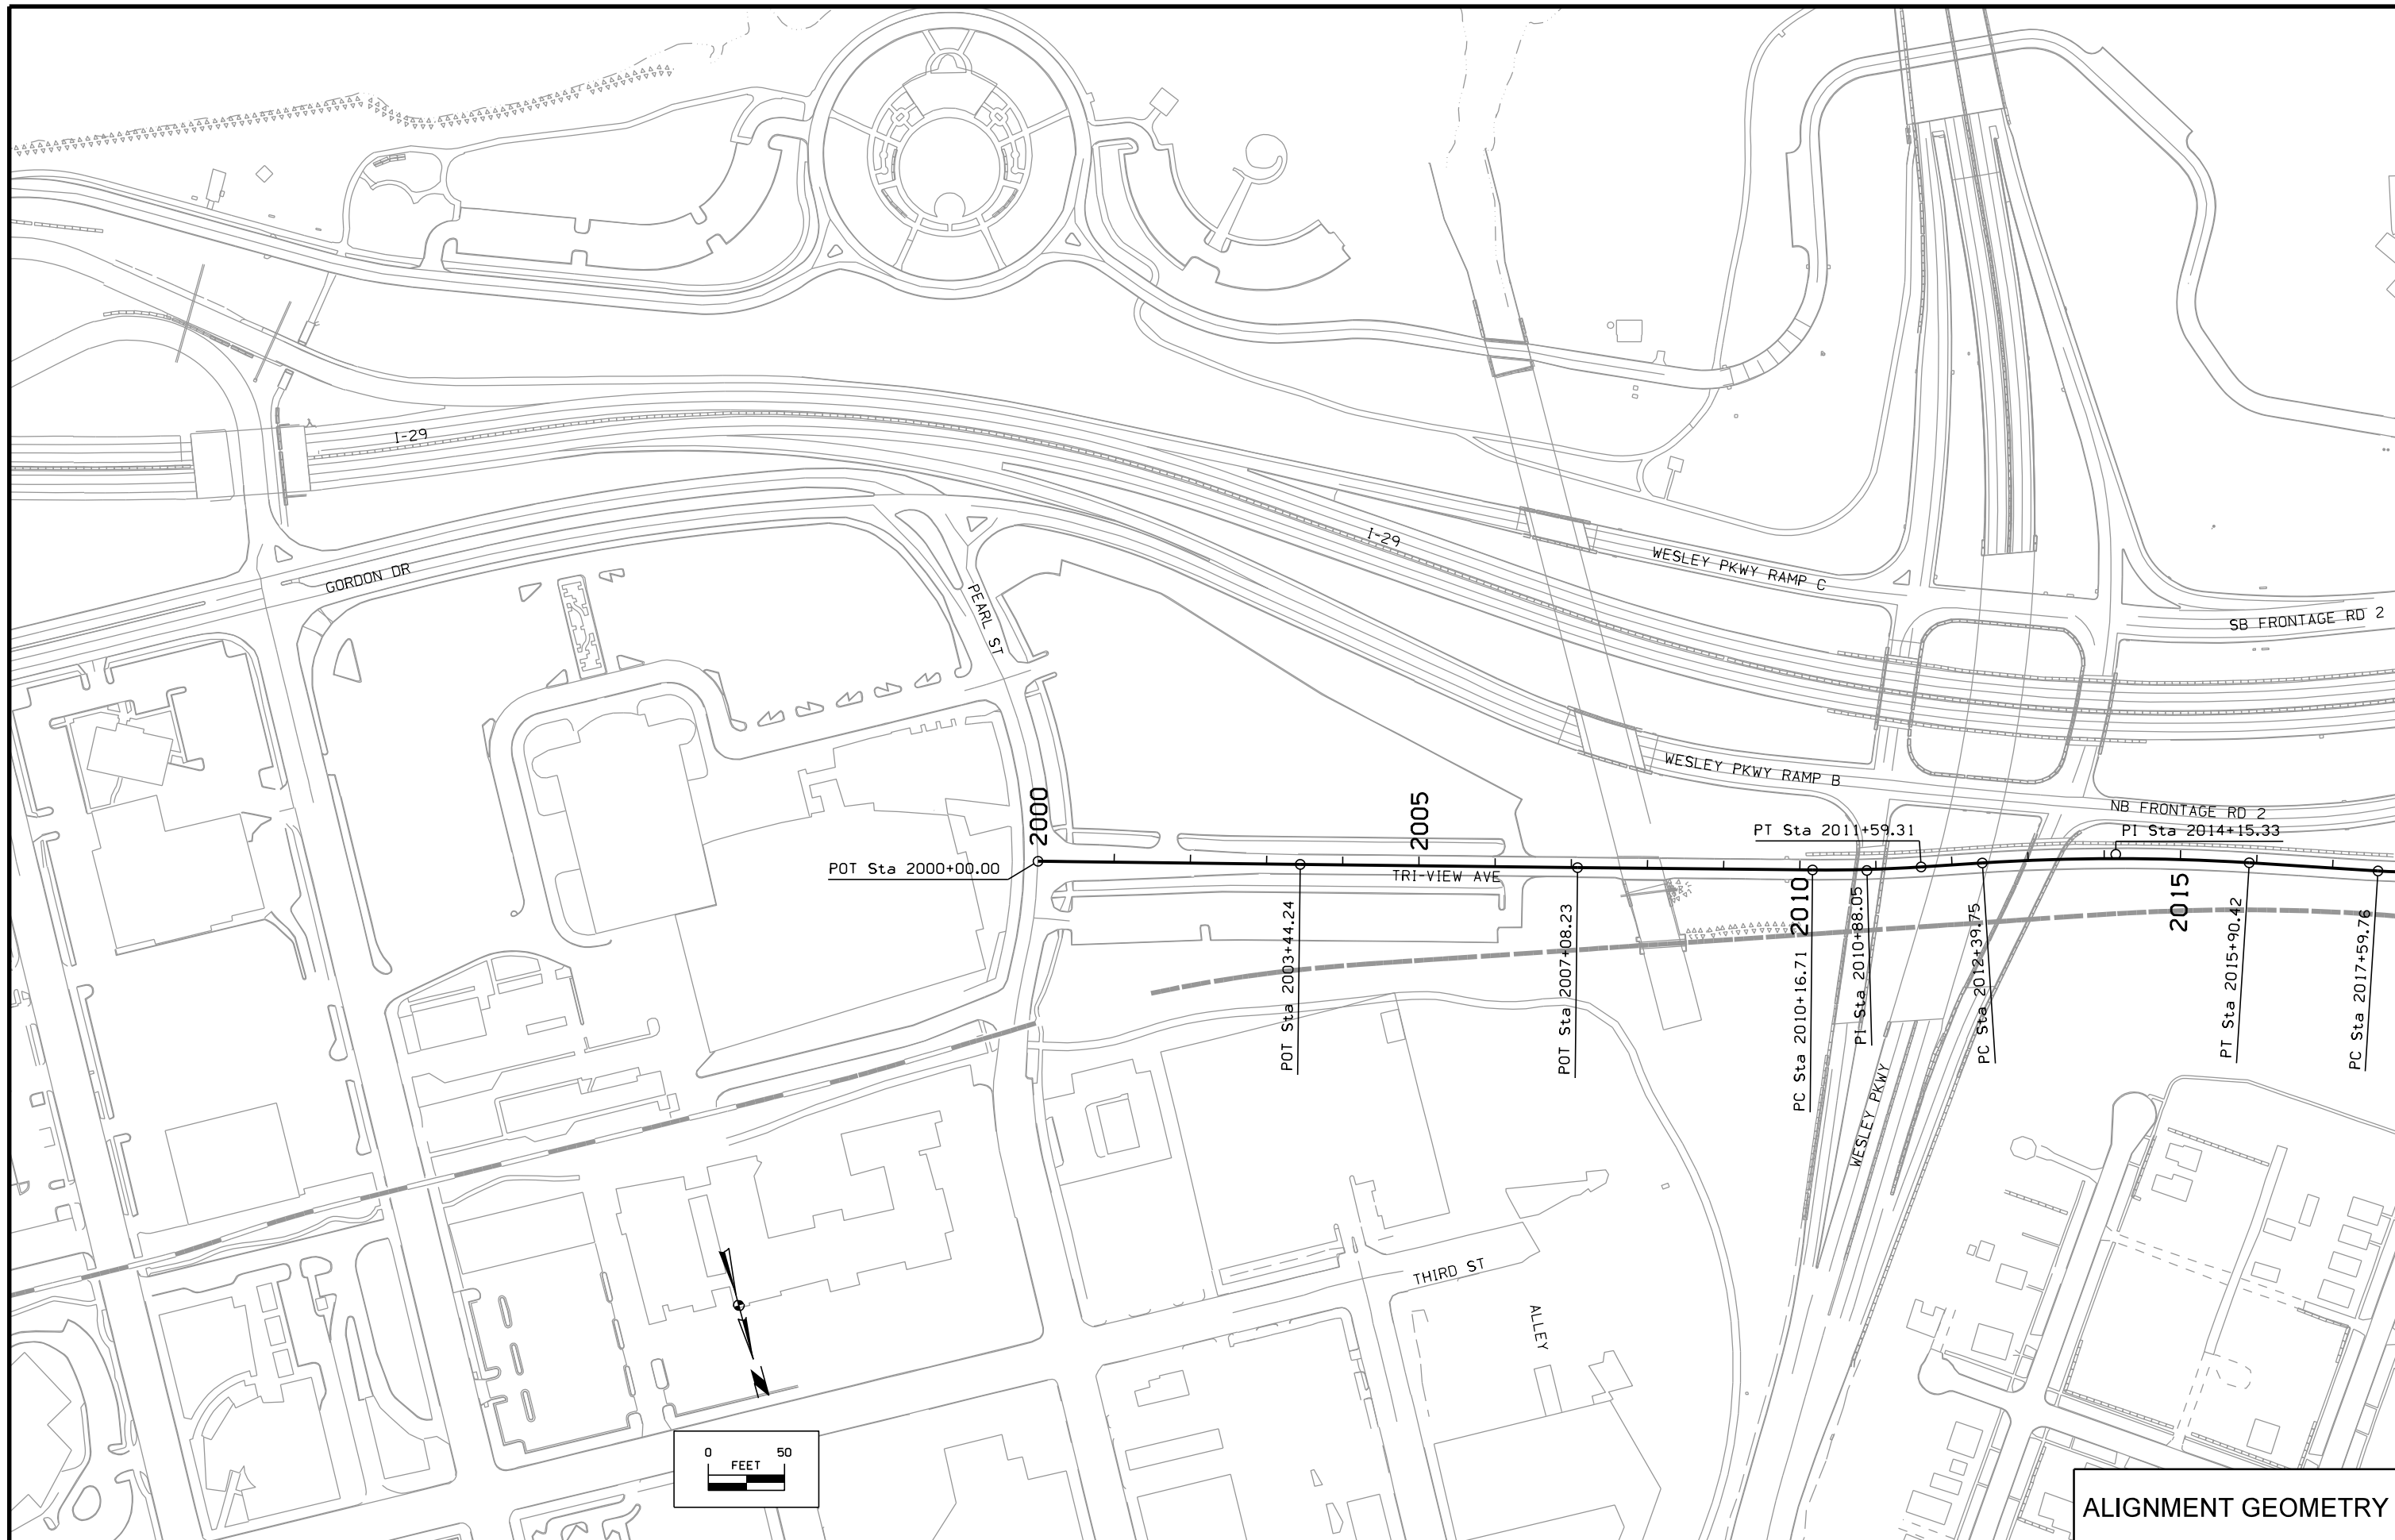 I-29
I-29
WESLEY PKWY RAMP C
GORDON DR
PEARL ST
SB FRONTAGE RD 2
WESLEY PKWY RAMP B
NB FRONTAGE RD 2
2000
2005
PT Sta 2011+59.31
PI Sta 2014+15.33
POT Sta 2000+00.00
TRI-VIEW AVE
2010
2015
POT Sta 2003+44.24
POT Sta 2007+08.23
PC Sta 2010+16.71
PI Sta 2010+88.05
PC Sta 2012+39.75
PT Sta 2015+90.42
PC Sta 2017+59.76
WESLEY PKWY
THIRD ST
ALLEY
N
0 50
FEET
ALIGNMENT GEOMETRY